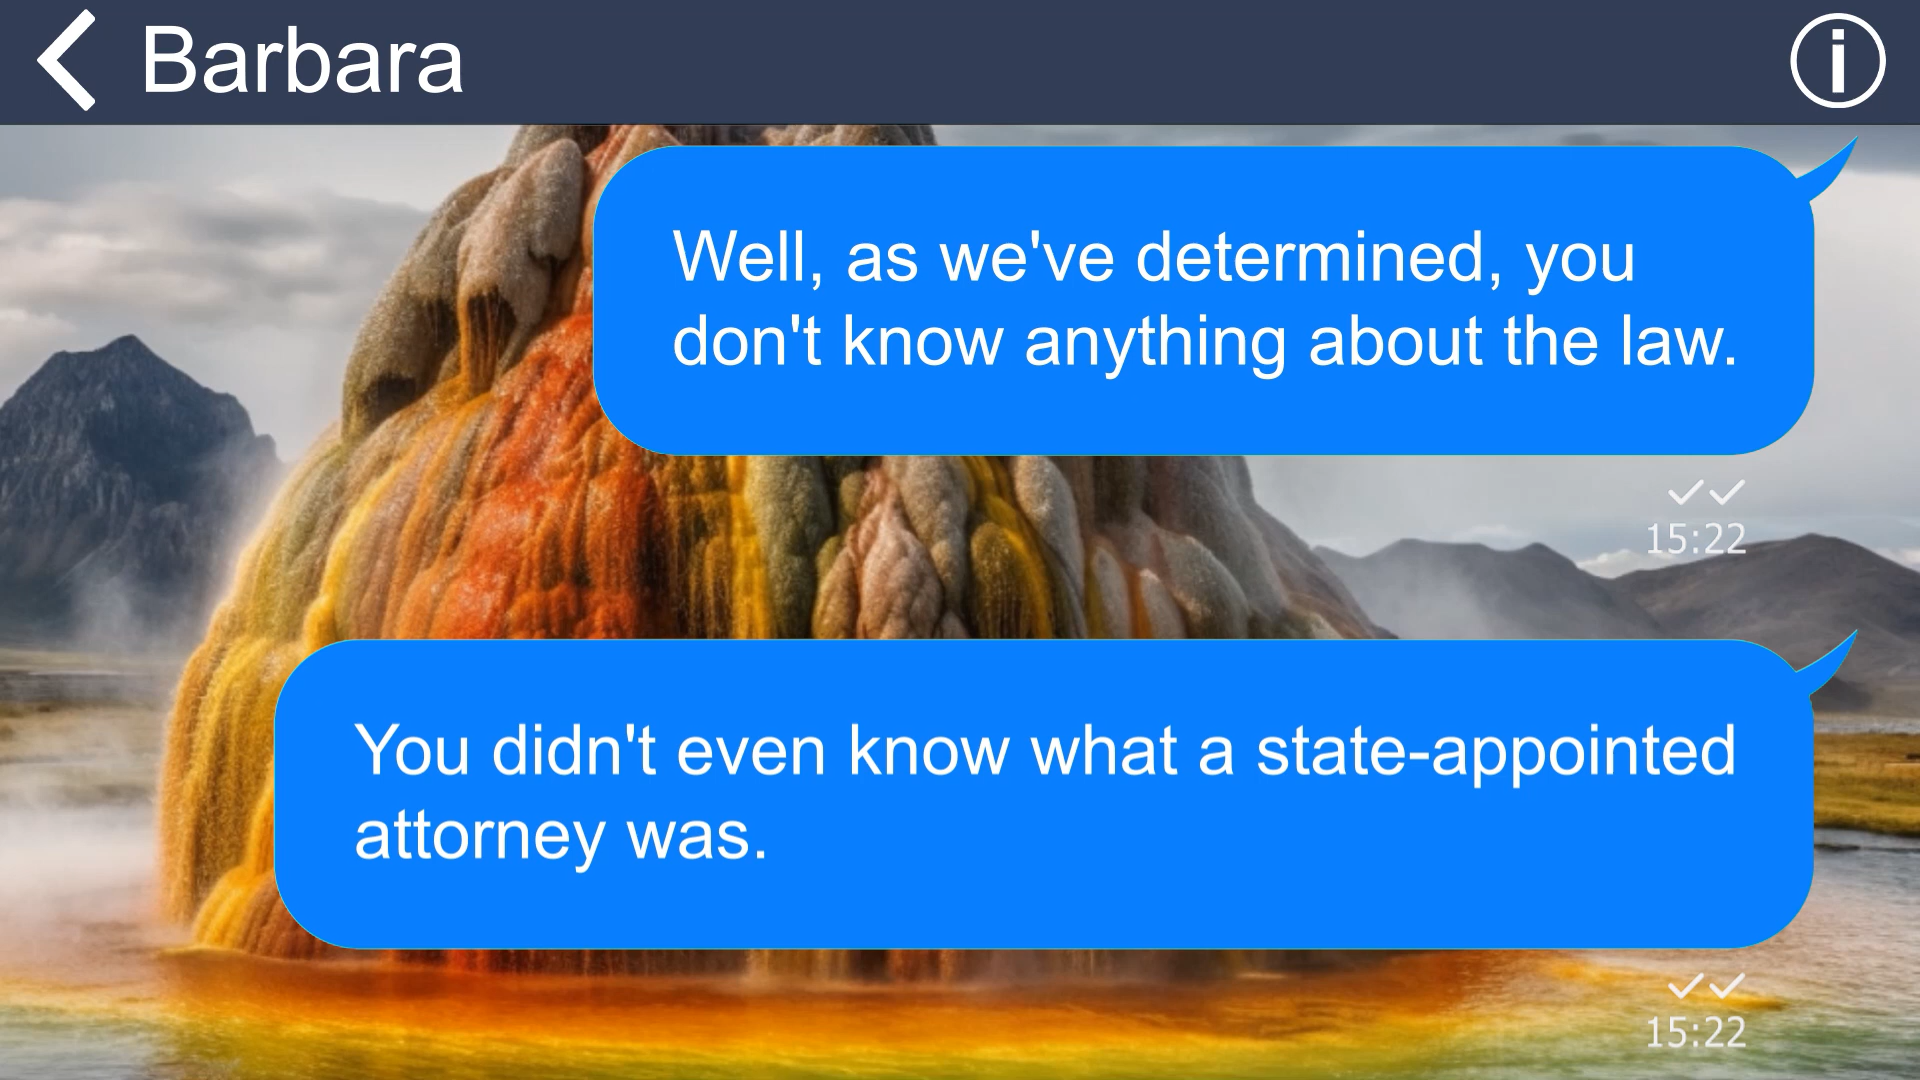 Barbara
Well, as we've determined, you
don't know anything about the law.
15:22
You didn't even know what a state-appointed
attorney was.
15:22